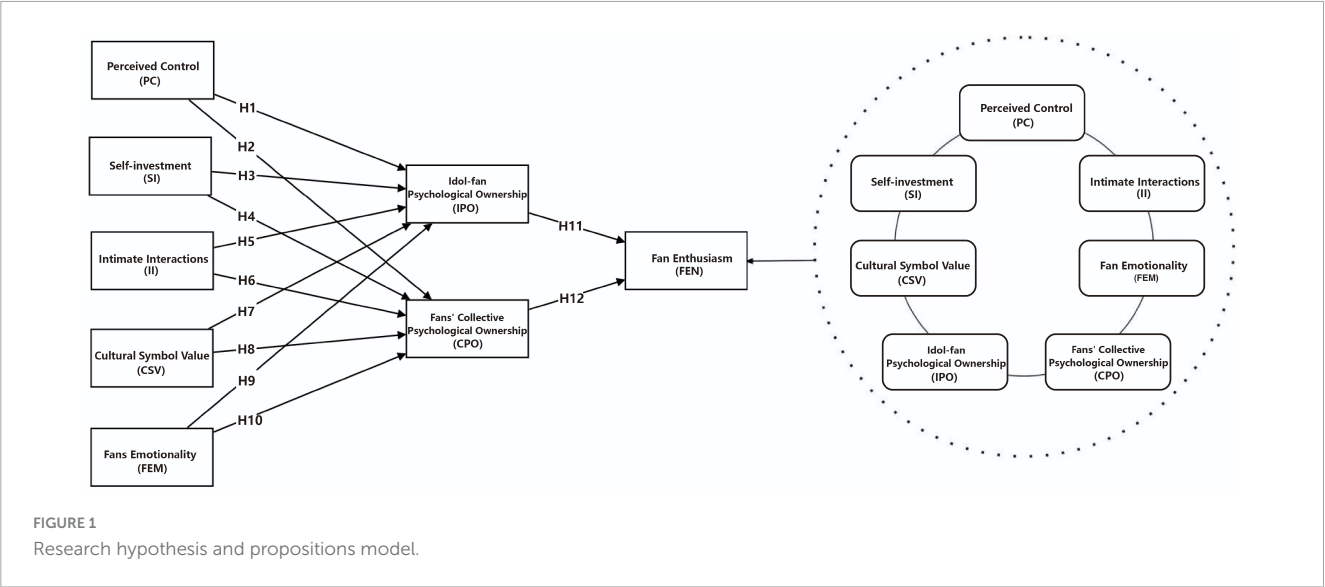 Perceived Control
(PC)
Self-investment
(SI)
Intimate Interactions
(II)
Cultural Symbol Value
(CSV)
Fans Emotionality
(FEM)
H1
H2
H3
H4
H5
H6
H7
H8
H9
H10
Idol-fan
Psychological Ownership
(IPO)
Fans' Collective
Psychological Ownership
(CPO)
H11
H12
Fan Enthusiasm
(FEN)
Perceived Control
(PC)
Self-investment
(SI)
Intimate Interactions
(II)
Cultural Symbol Value
(CSV)
Fan Emotionality
(FEM)
Idol-fan
Psychological Ownership
(IPO)
Fans' Collective
Psychological Ownership
(CPO)
FIGURE 1
Research hypothesis and propositions model.